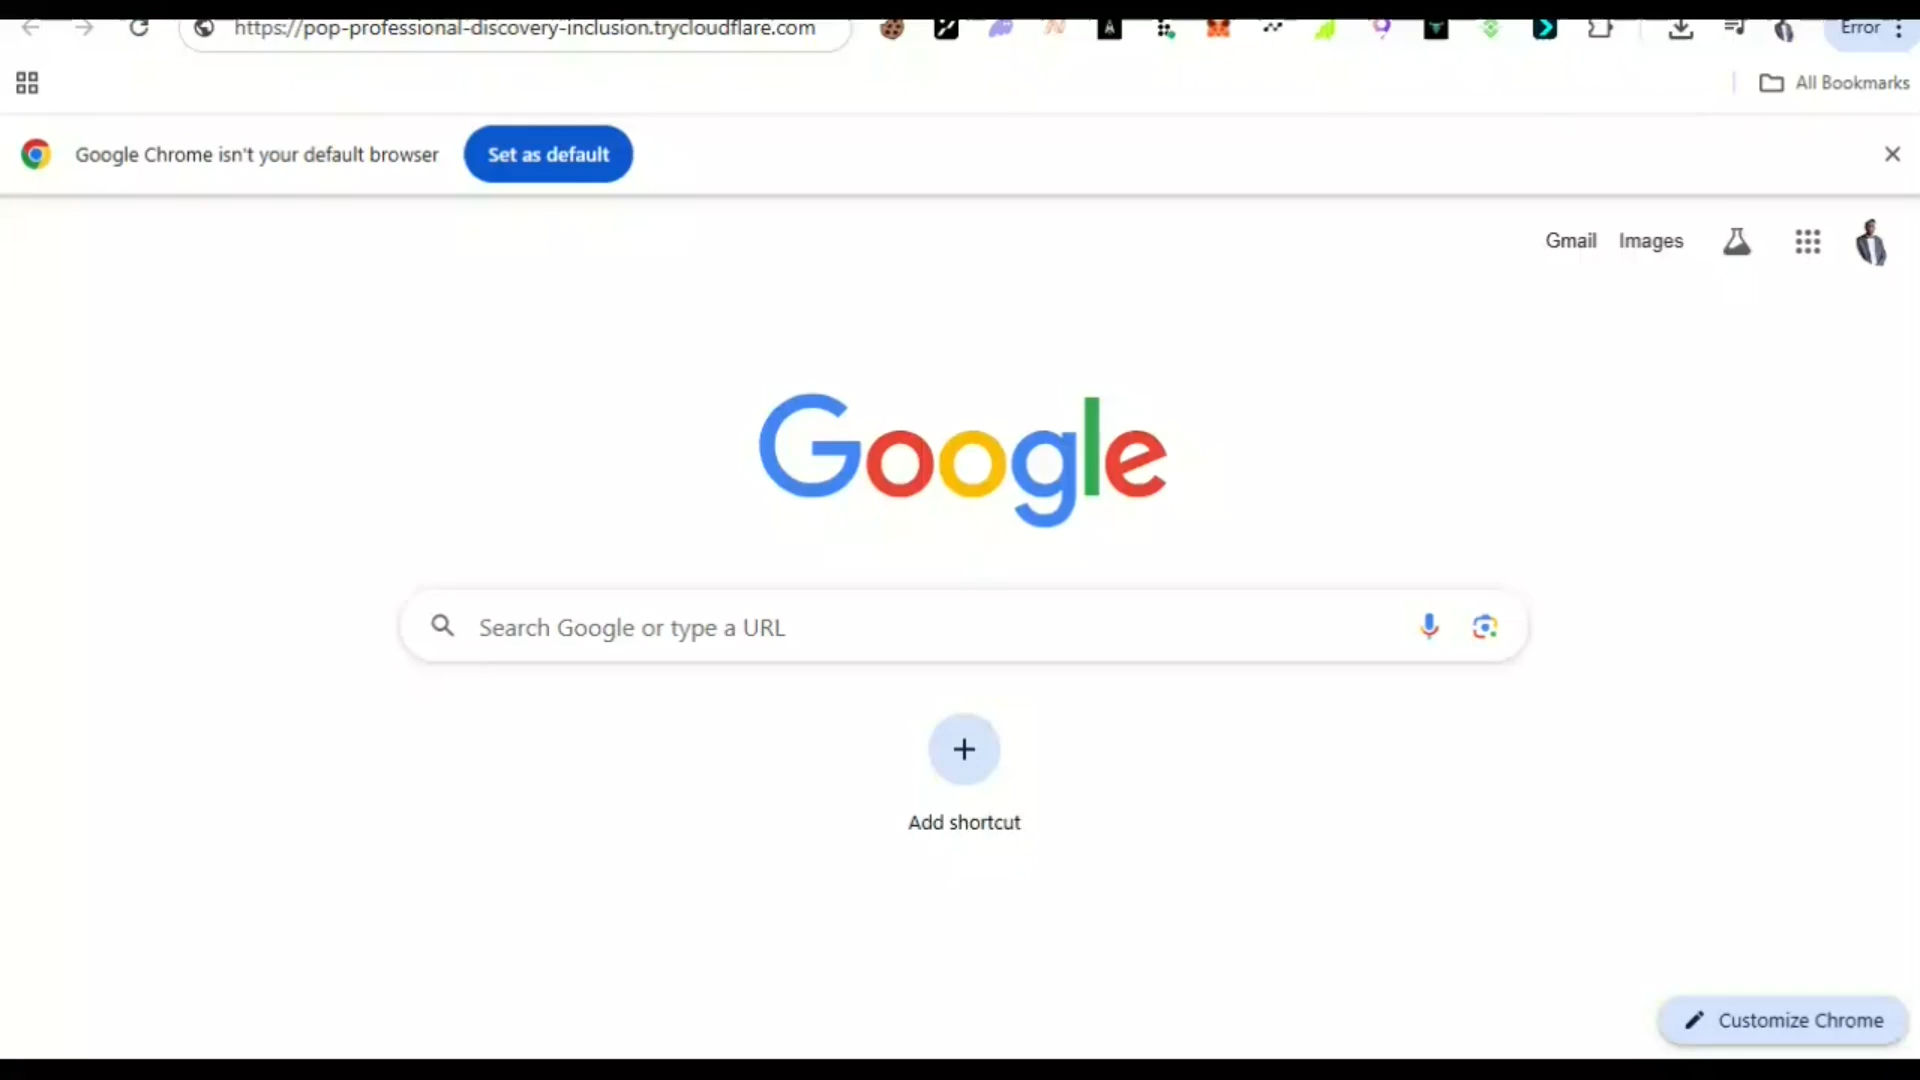 https://pop-professional-discovery-inclusion.trycloudflare.com
Error
All Bookmarks
Google Chrome isn't your default browser
Set as default
Gmail
Images
Google
Search Google or type a URL
Add shortcut
Customize Chrome